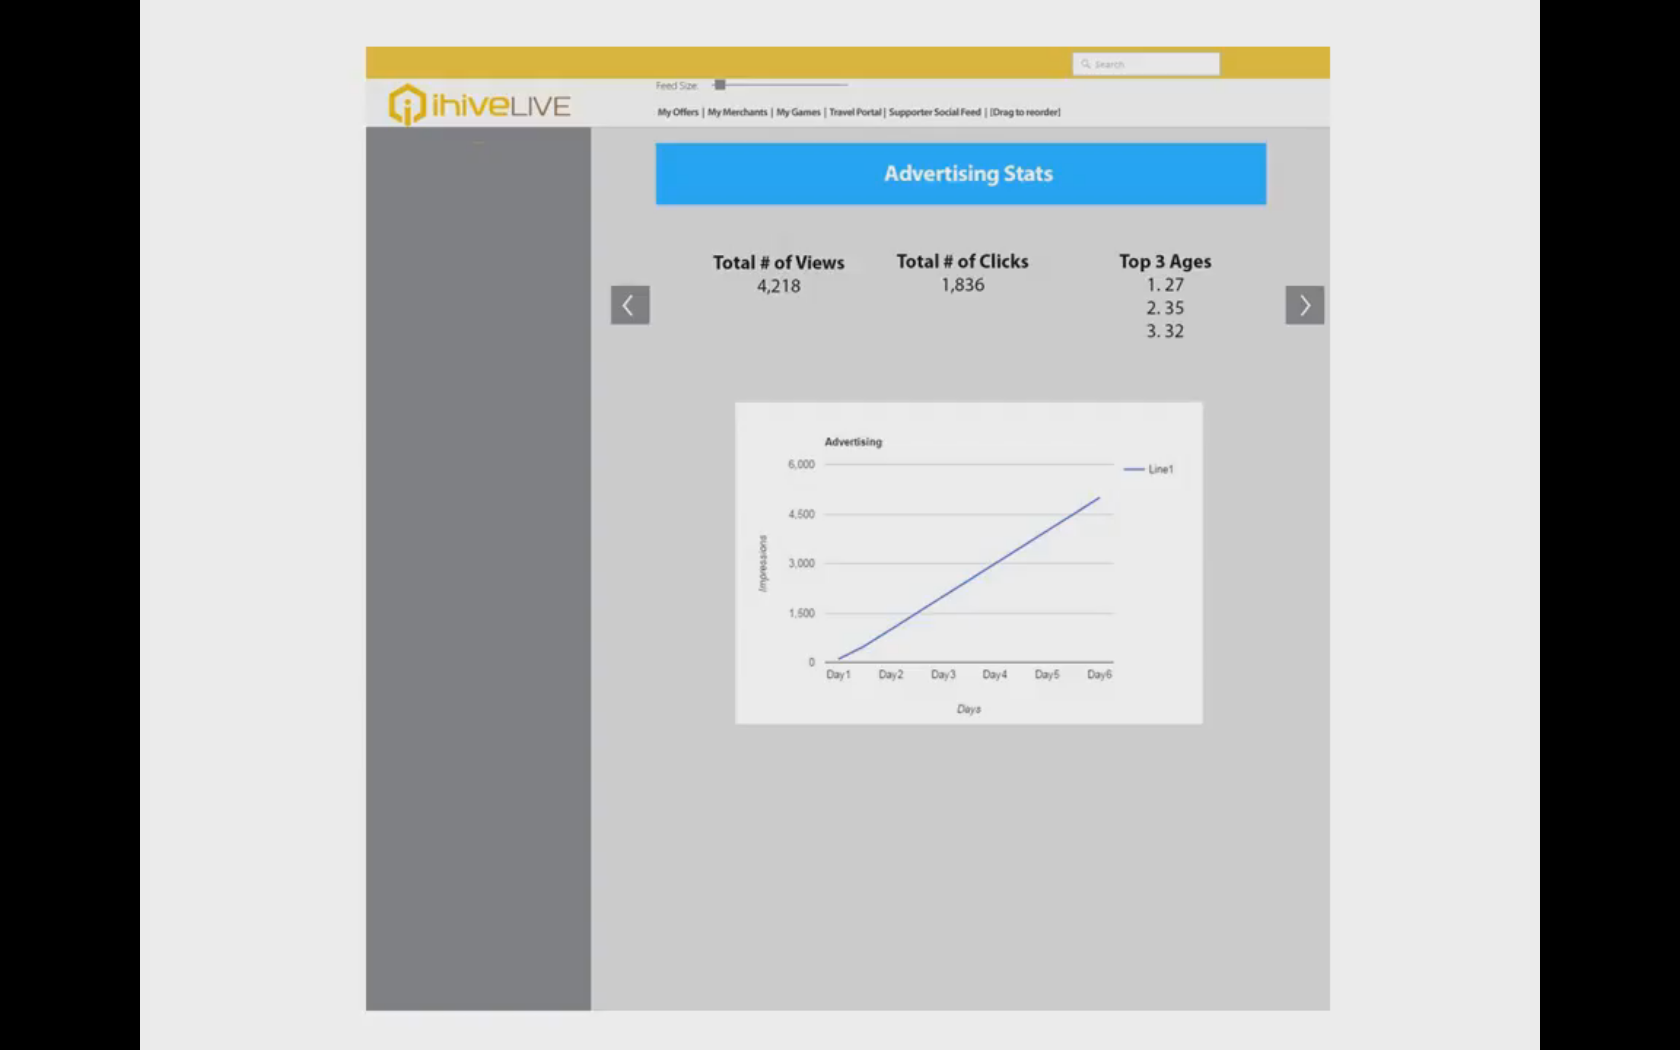 Search
Feed Size:
ihiveLIVE
My Offers | My Merchants | My Games | Travel Portal | Supporter Social Feed | [Drag to reorder]
Advertising Stats
Total # of Views
4,218
Total # of Clicks
1,836
Top 3 Ages
1. 27
2. 35
3. 32
Advertising
Line1
6,000
4,500
3,000
1,500
0
Impressions
Day1 Day2 Day3 Day4 Day5 Day6
Days